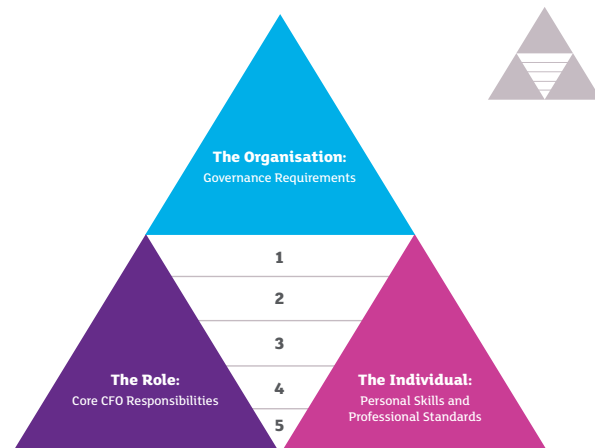 The Organisation:
Governance Requirements
1
2
3
4
5
The Role:
Core CFO Responsibilities
The Individual:
Personal Skills and
Professional Standards